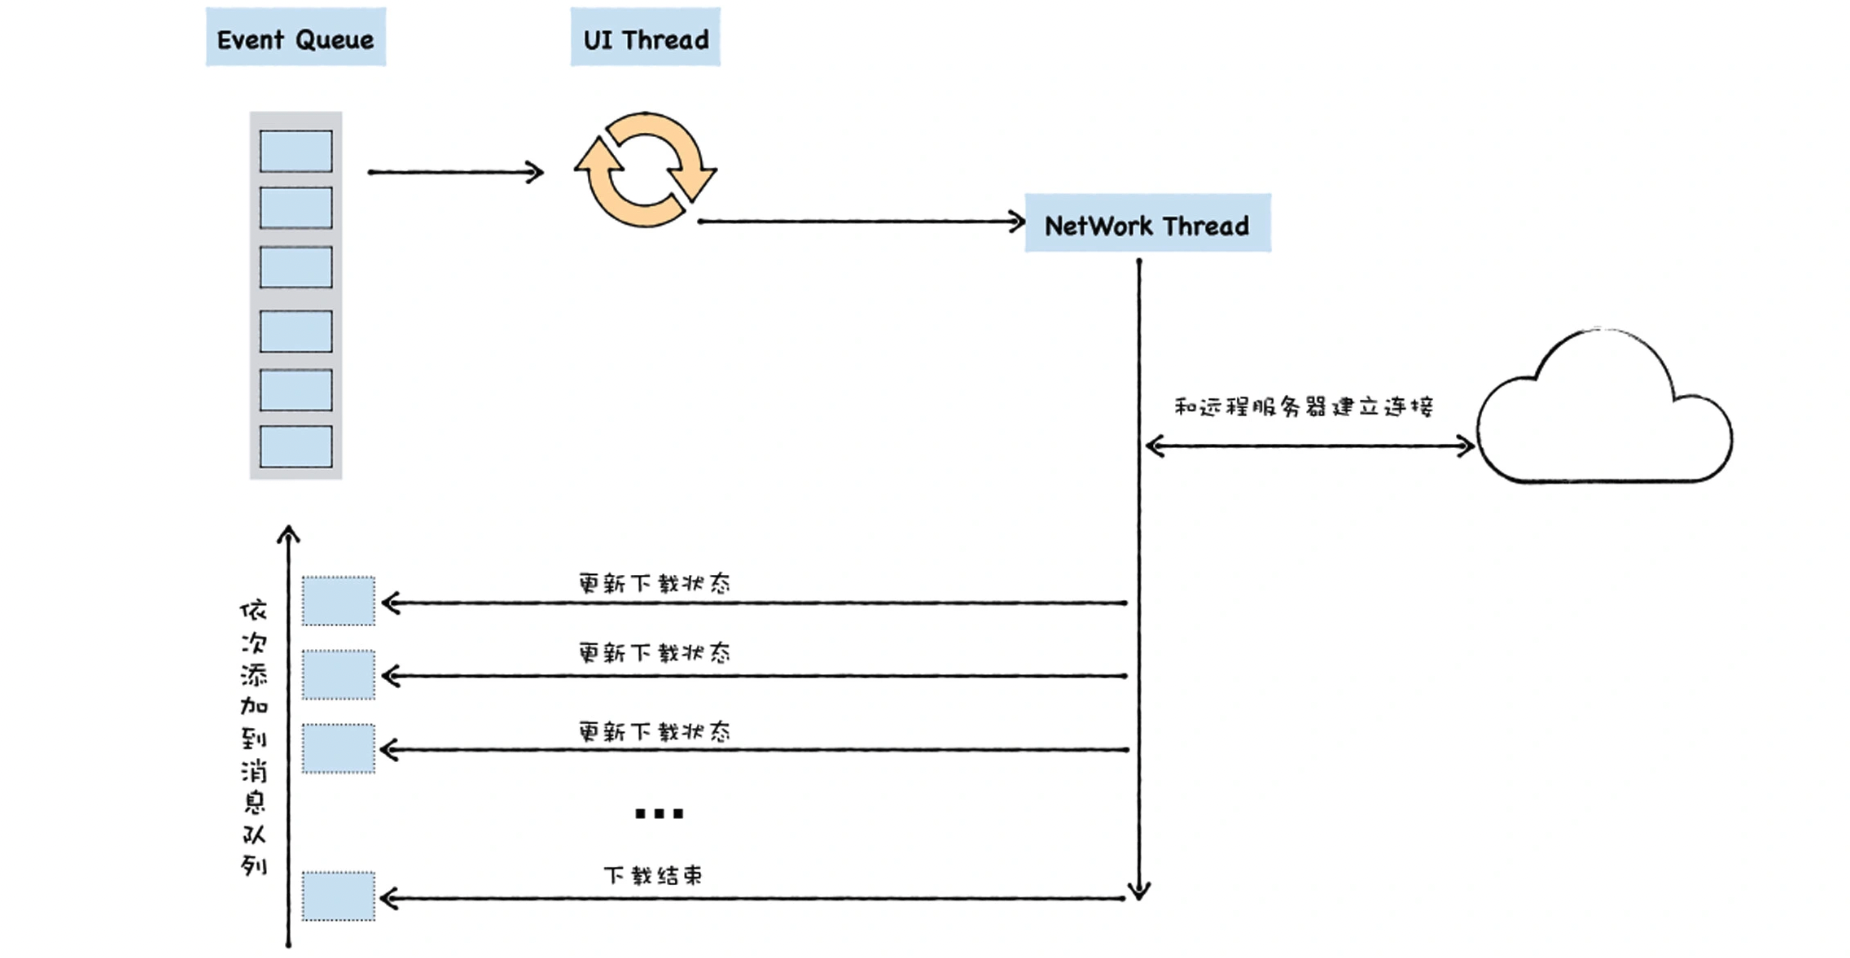 Event Queue
UI Thread
NetWork Thread
和远程服务器建立连接
更新下载状态
更新下载状态
更新下载状态
...
下载结束
依次添加到消息队列